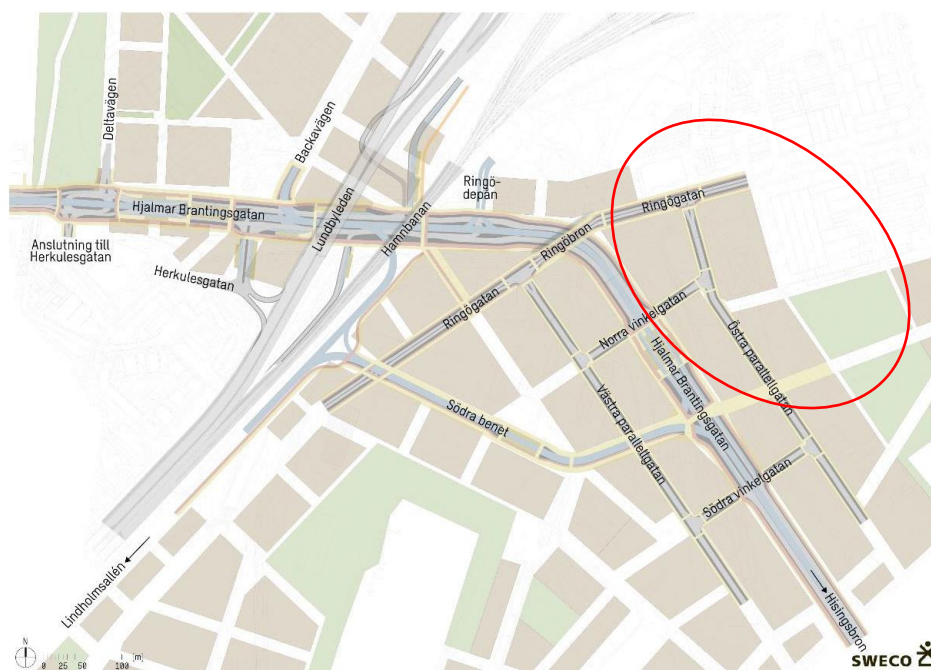 Deltavägen
Backavägen
Hjalmar Brantingsgatan
Lundbyleden
Hamnbanan
Ringö-
depån
Ringögatan
Ringöbron
Anslutning till
Herkulesgatan
Herkulesgatan
Ringögatan
Norra vinkelgatan
Hjalmar Brantingsgatan
Östra parallellgatan
Västra parallellgatan
Södra benet
Södra vinkelgatan
Lindholmsallén
Hisingsbron
N
0 25 50 100 [m]
SWECO